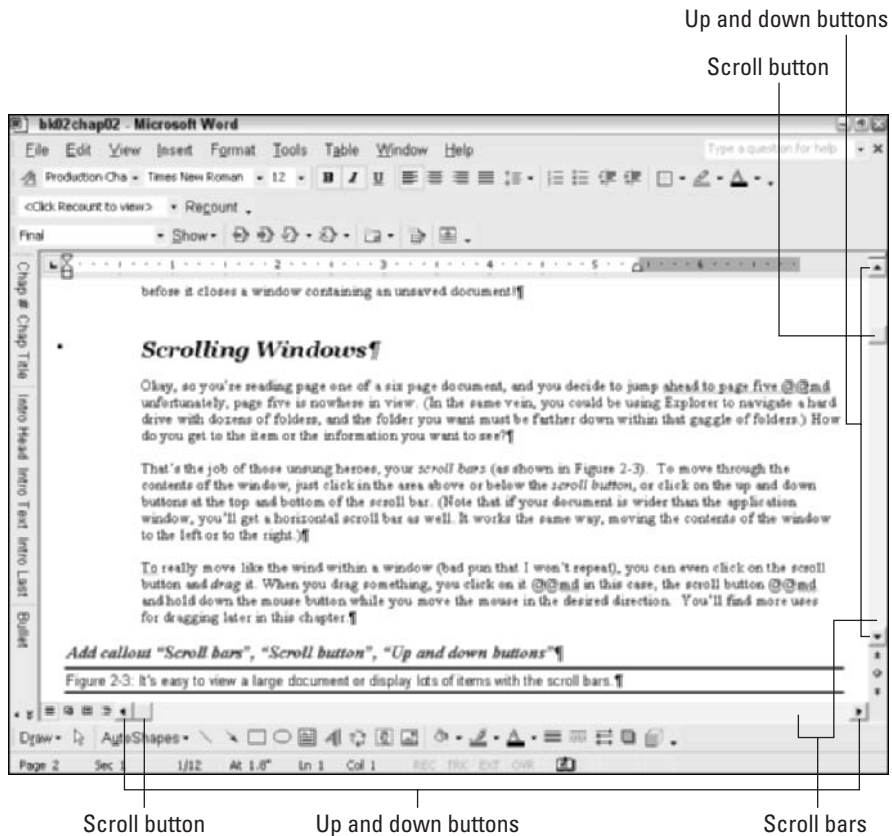 Up and down buttons
Scroll button
bk02chap02 - Microsoft Word
File Edit View Insert Format Tools Table Window Help Type a question for help
Production Cha Times New Roman 12 B I U A
<Click Recount to view> Recount
Final Show
1 2 3 4 5 6
Chap # Chap Title Intro Head Intro Text Intro Last Bullet
before it closes a window containing an unsaved document!¶
Scrolling Windows¶
Okay, so you're reading page one of a six page document, and you decide to jump ahead to page five @@md
unfortunately, page five is nowhere in view. (In the same vein, you could be using Explorer to navigate a hard
drive with dozens of folders, and the folder you want must be farther down within that gaggle of folders.) How
do you get to the item or the information you want to see?¶
That's the job of those unsung heroes, your scroll bars (as shown in Figure 2-3). To move through the
contents of the window, just click in the area above or below the scroll button, or click on the up and down
buttons at the top and bottom of the scroll bar. (Note that if your document is wider than the application
window, you'll get a horizontal scroll bar as well. It works the same way, moving the contents of the window
to the left or to the right.)¶
To really move like the wind within a window (bad pun that I won't repeat), you can even click on the scroll
button and drag it. When you drag something, you click on it @@md in this case, the scroll button @@md
and hold down the mouse button while you move the mouse in the desired direction. You'll find more uses
for dragging later in this chapter.¶
Add callout “Scroll bars”, “Scroll button”, “Up and down buttons”¶
Figure 2-3: It's easy to view a large document or display lots of items with the scroll bars.¶
Draw AutoShapes A
Page 2 Sec 1 1/12 At 1.8" Ln 1 Col 1 REC TRK EXT OVR
Scroll button Up and down buttons Scroll bars